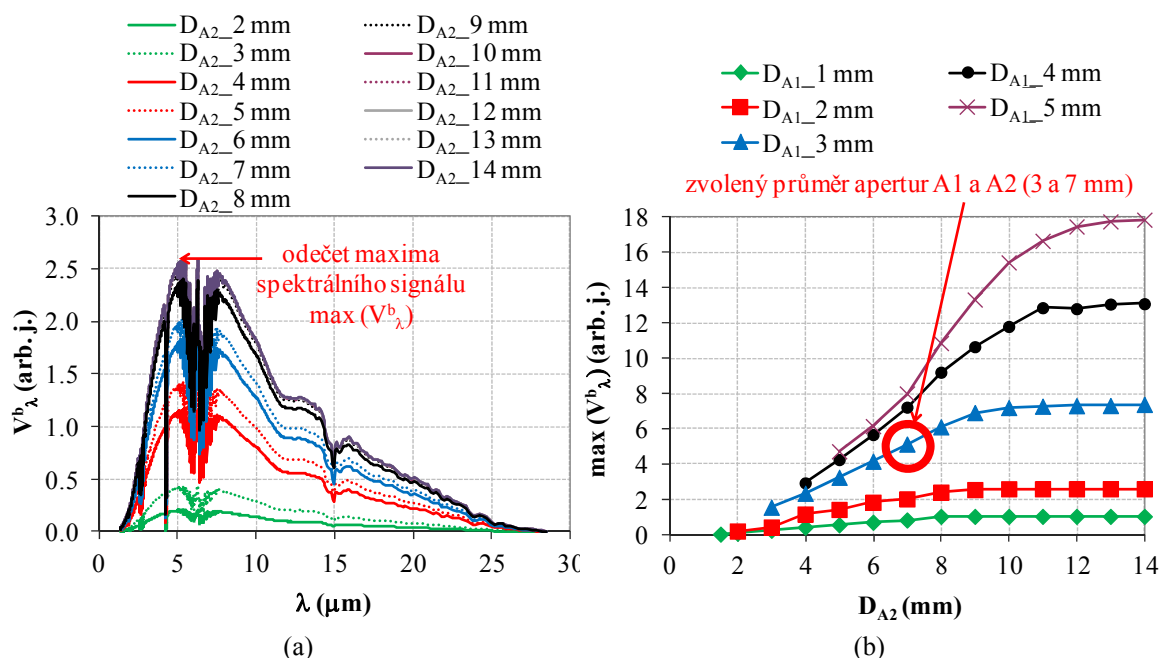 D_A2_2 mm
D_A2_3 mm
D_A2_4 mm
D_A2_5 mm
D_A2_6 mm
D_A2_7 mm
D_A2_8 mm
D_A2_9 mm
D_A2_10 mm
D_A2_11 mm
D_A2_12 mm
D_A2_13 mm
D_A2_14 mm
3.0
2.5
2.0
1.5
1.0
0.5
0.0
V^b_λ (arb. j.)
odečet maxima
spektrálního signálu
max (V^b_λ)
0 5 10 15 20 25 30
λ (μm)
(a)
D_A1_1 mm
D_A1_2 mm
D_A1_3 mm
D_A1_4 mm
D_A1_5 mm
zvolený průměr apertur A1 a A2 (3 a 7 mm)
18
16
14
12
10
8
6
4
2
0
max (V^b_λ) (arb. j.)
2 4 6 8 10 12 14
D_A2 (mm)
(b)